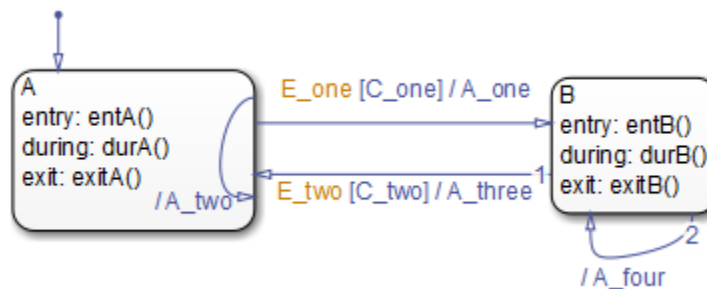 A
entry: entA()
during: durA()
exit: exitA()
/ A_two
E_one [C_one] / A_one
1
E_two [C_two] / A_three
B
entry: entB()
during: durB()
exit: exitB()
2
/ A_four